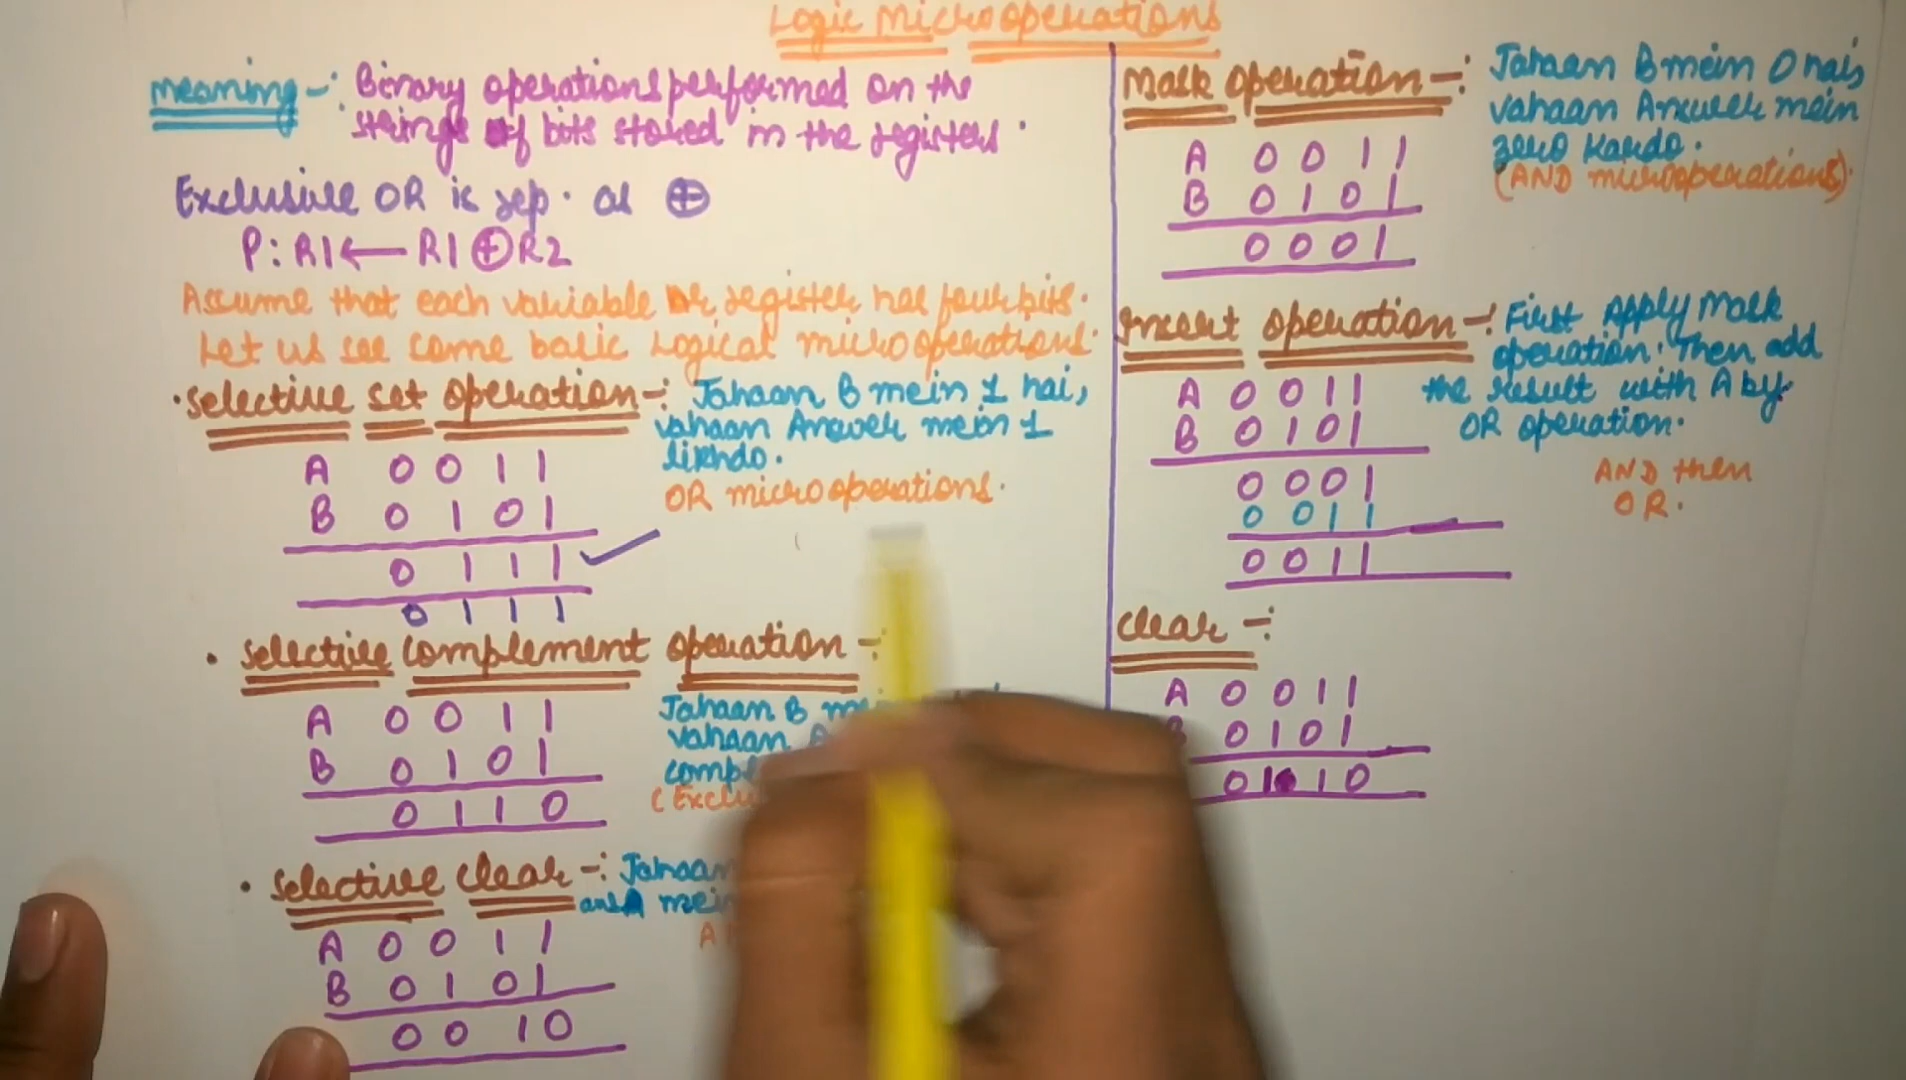 Logic Microoperations
Meaning -: Binary operations performed on the
strings of bits stored in the registers.
Exclusive OR is rep. as ⊕
P: R1 ← R1 ⊕ R2
Assume that each variable or register has four bits.
Let us see some basic Logical microoperations.
• Selective set operation -: Jahaan B mein 1 hai,
vahaan Answer mein 1
likhdo.
OR microoperations.
A 0 0 1 1
B 0 1 0 1
0 1 1 1
0 1 1 1
• Selective complement operation -:
Jahaan B
vahaan
A 0 0 1 1
B 0 1 0 1
0 1 1 0
• Selective clear -: Jahaan
and A mein
A 0 0 1 1
B 0 1 0 1
0 0 1 0
Mask operation -: Jahaan B mein 0 hai,
vahaan Answer mein
zero kardo.
(AND microoperations).
A 0 0 1 1
B 0 1 0 1
0 0 0 1
Insert operation -: First Apply Mask
operation. Then add
the result with A by
OR operation.
AND then
OR.
A 0 0 1 1
B 0 1 0 1
0 0 0 1
0 0 1 1
0 0 1 1
Clear -:
A 0 0 1 1
B 0 1 0 1
0 1 1 0